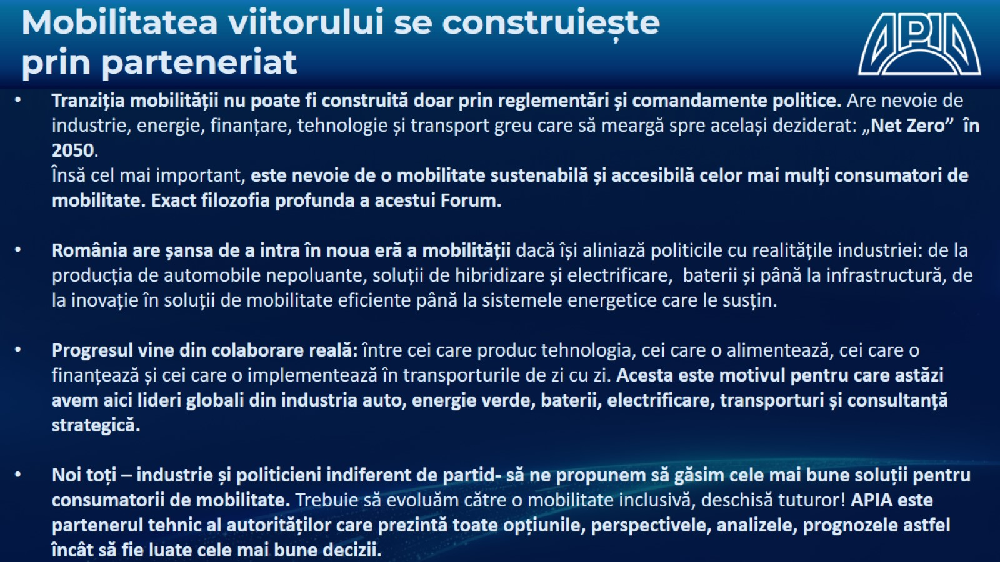 Mobilitatea viitorului se construiește
prin parteneriat
APIA
• Tranziția mobilității nu poate fi construită doar prin reglementări și comandamente politice. Are nevoie de
industrie, energie, finanțare, tehnologie și transport greu care să meargă spre același deziderat: „Net Zero” în
2050.
Însă cel mai important, este nevoie de o mobilitate sustenabilă și accesibilă celor mai mulți consumatori de
mobilitate. Exact filozofia profunda a acestui Forum.
• România are șansa de a intra în noua eră a mobilității dacă își aliniază politicile cu realitățile industriei: de la
producția de automobile nepoluante, soluții de hibridizare și electrificare, baterii și până la infrastructură, de
la inovație în soluții de mobilitate eficiente până la sistemele energetice care le susțin.
• Progresul vine din colaborare reală: între cei care produc tehnologia, cei care o alimentează, cei care o
finanțează și cei care o implementează în transporturile de zi cu zi. Acesta este motivul pentru care astăzi
avem aici lideri globali din industria auto, energie verde, baterii, electrificare, transporturi și consultanță
strategică.
• Noi toți – industrie și politicieni indiferent de partid- să ne propunem să găsim cele mai bune soluții pentru
consumatorii de mobilitate. Trebuie să evoluăm către o mobilitate inclusivă, deschisă tuturor! APIA este
partenerul tehnic al autorităților care prezintă toate opțiunile, perspectivele, analizele, prognozele astfel
încât să fie luate cele mai bune decizii.